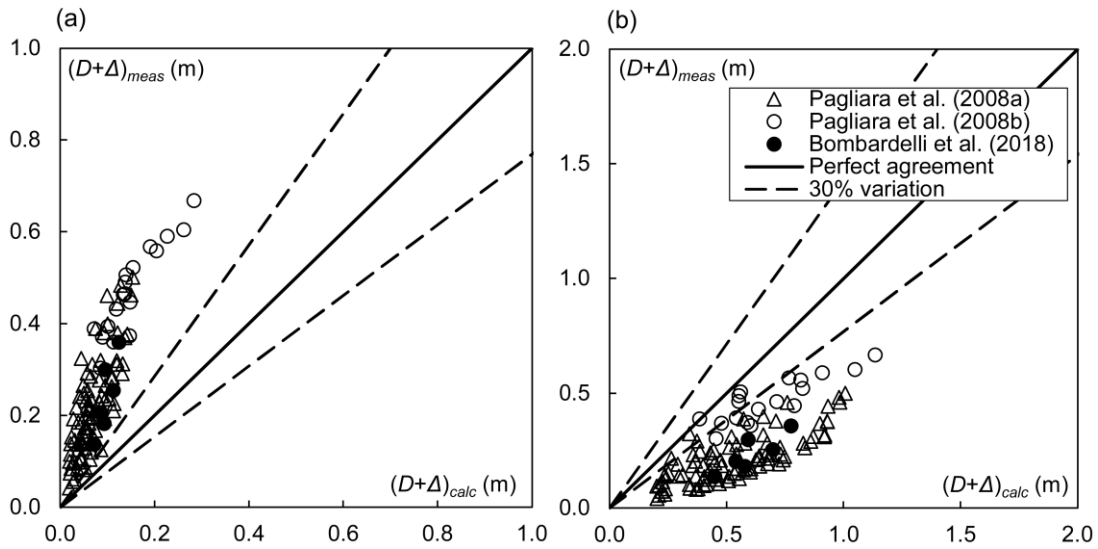 (a)
1.0
(D+Δ)meas (m)
0.8
0.6
0.4
0.2
0.0
(D+Δ)calc (m)
0.0 0.2 0.4 0.6 0.8 1.0
(b)
2.0
(D+Δ)meas (m)
Pagliara et al. (2008a)
Pagliara et al. (2008b)
Bombardelli et al. (2018)
Perfect agreement
30% variation
1.5
1.0
0.5
0.0
(D+Δ)calc (m)
0.0 0.5 1.0 1.5 2.0